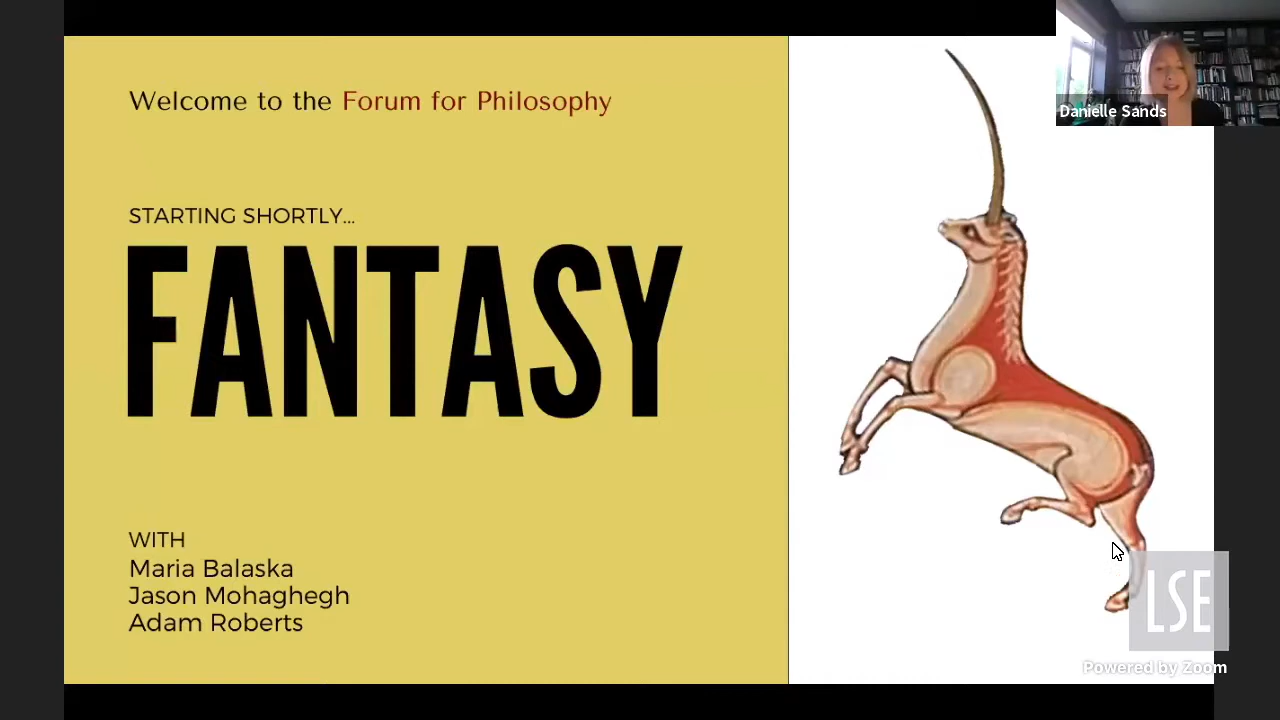 Welcome to the Forum for Philosophy
Danielle Sands
STARTING SHORTLY...
FANTASY
WITH
Maria Balaska
Jason Mohaghegh
Adam Roberts
LSE
Powered by Zoom